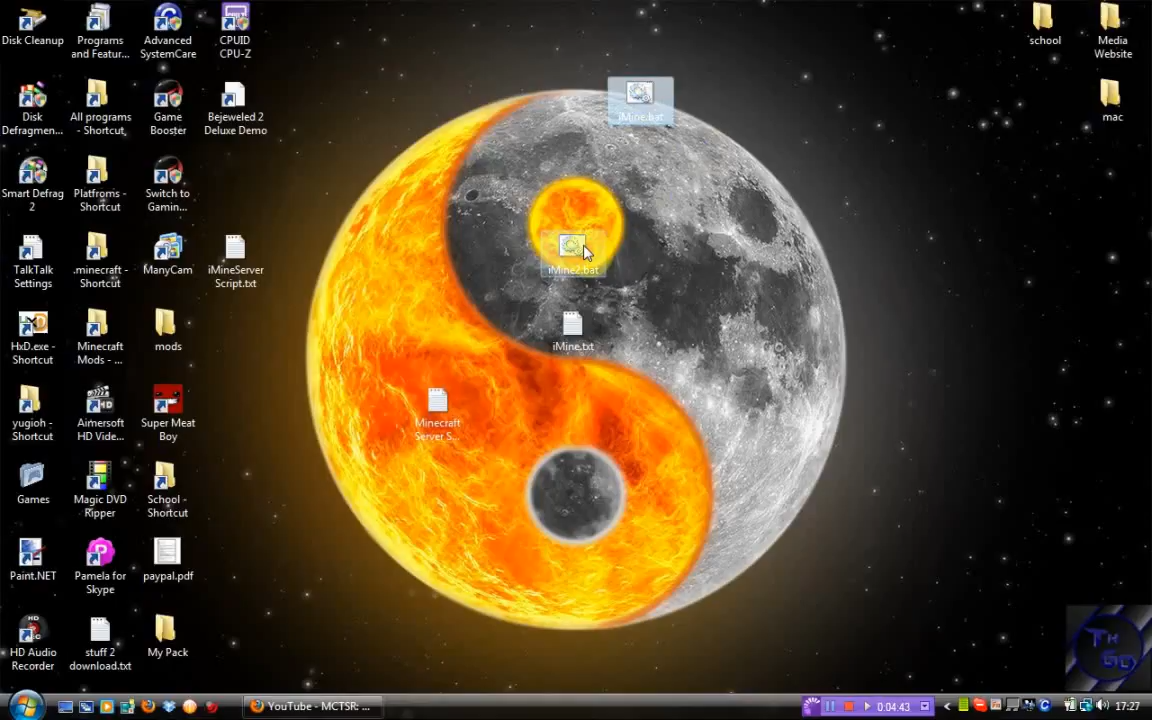 Disk Cleanup
Programs
and Featur...
Advanced
SystemCare
CPUID
CPU-Z
school
Media
Website
iMine.bat
Disk
Defragmen...
All programs
- Shortcut
Game
Booster
Bejeweled 2
Deluxe Demo
mac
Smart Defrag
2
Platfroms -
Shortcut
Switch to
Gamin...
TalkTalk
Settings
.minecraft -
Shortcut
ManyCam
iMineServer
Script.txt
iMine2.bat
HxD.exe -
Shortcut
Minecraft
Mods - ...
mods
iMine.txt
yugioh -
Shortcut
Aimersoft
HD Vide...
Super Meat
Boy
Minecraft
Server S...
Games
Magic DVD
Ripper
School -
Shortcut
Paint.NET
Pamela for
Skype
paypal.pdf
HD
HD Audio
Recorder
stuff 2
download.txt
My Pack
YouTube - MCTSR: ...
0:04:43
17:27